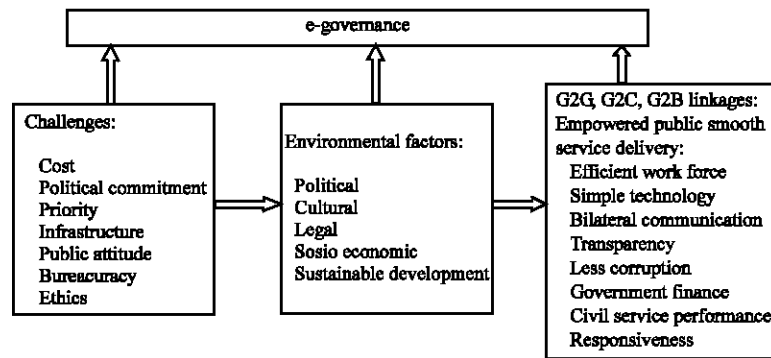 e-governance
Challenges:
Cost
Political commitment
Priority
Infrastructure
Public attitude
Bureacuracy
Ethics
Environmental factors:
Political
Cultural
Legal
Sosio economic
Sustainable development
G2G, G2C, G2B linkages:
Empowered public smooth
service delivery:
Efficient work force
Simple technology
Bilateral communication
Transparency
Less corruption
Government finance
Civil service performance
Responsiveness